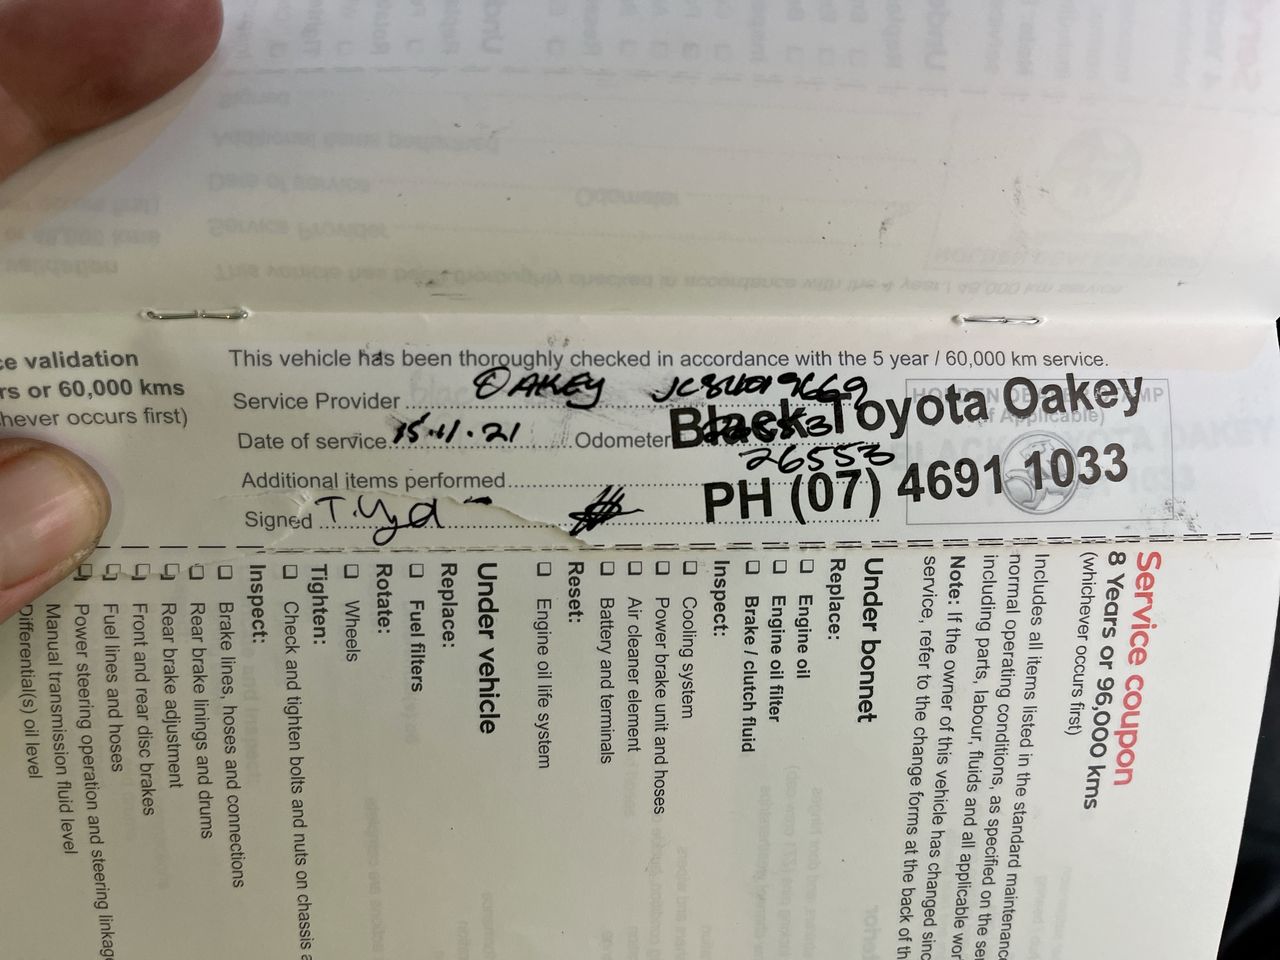 ce validation
rs or 60,000 kms
hever occurs first)
This vehicle has been thoroughly checked in accordance with the 5 year / 60,000 km service.
Service Provider OAKEY
Date of service 15.11.21 Odometer
265570
Additional items performed
Signed
HOLDEN DEALER STAMP
(If Applicable)
Black Toyota Oakey
PH (07) 4691 1033
Service coupon
8 Years or 96,000 kms
(whichever occurs first)
Includes all items listed in the standard maintenance
normal operating conditions, as specified on the ser
including parts, labour, fluids and all applicable wor
Note: If the owner of this vehicle has changed sinc
service, refer to the change forms at the back of th
Under bonnet
Replace:
Engine oil
Engine oil filter
Brake / clutch fluid
Inspect:
Cooling system
Power brake unit and hoses
Air cleaner element
Battery and terminals
Reset:
Engine oil life system
Under vehicle
Replace:
Fuel filters
Rotate:
Wheels
Tighten:
Check and tighten bolts and nuts on chassis a
Inspect:
Brake lines, hoses and connections
Rear brake linings and drums
Rear brake adjustment
Front and rear disc brakes
Fuel lines and hoses
Power steering operation and steering linkag
Manual transmission fluid level
Differential(s) oil level